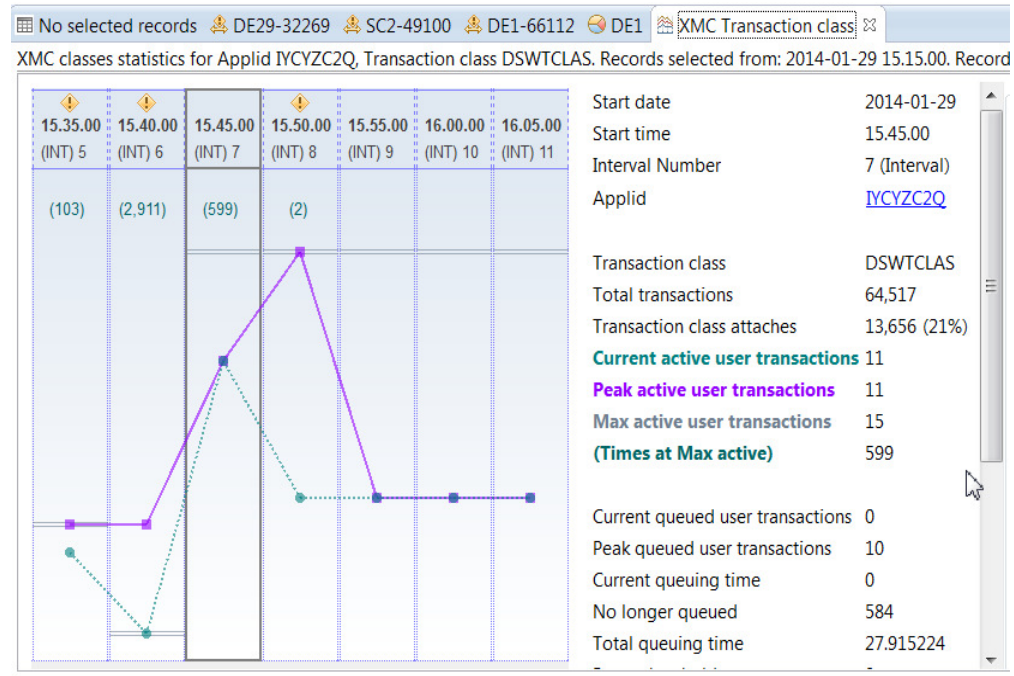 No selected records DE29-32269 SC2-49100 DE1-66112 DE1 XMC Transaction class
XMC classes statistics for Applid IYCYZC2Q, Transaction class DSWTCLAS. Records selected from: 2014-01-29 15.15.00. Record
15.35.00 15.40.00 15.45.00 15.50.00 15.55.00 16.00.00 16.05.00
(INT) 5 (INT) 6 (INT) 7 (INT) 8 (INT) 9 (INT) 10 (INT) 11
(103) (2,911) (599) (2)
Start date 2014-01-29
Start time 15.45.00
Interval Number 7 (Interval)
Applid IYCYZC2Q
Transaction class DSWTCLAS
Total transactions 64,517
Transaction class attaches 13,656 (21%)
Current active user transactions 11
Peak active user transactions 11
Max active user transactions 15
(Times at Max active) 599
Current queued user transactions 0
Peak queued user transactions 10
Current queuing time 0
No longer queued 584
Total queuing time 27.915224